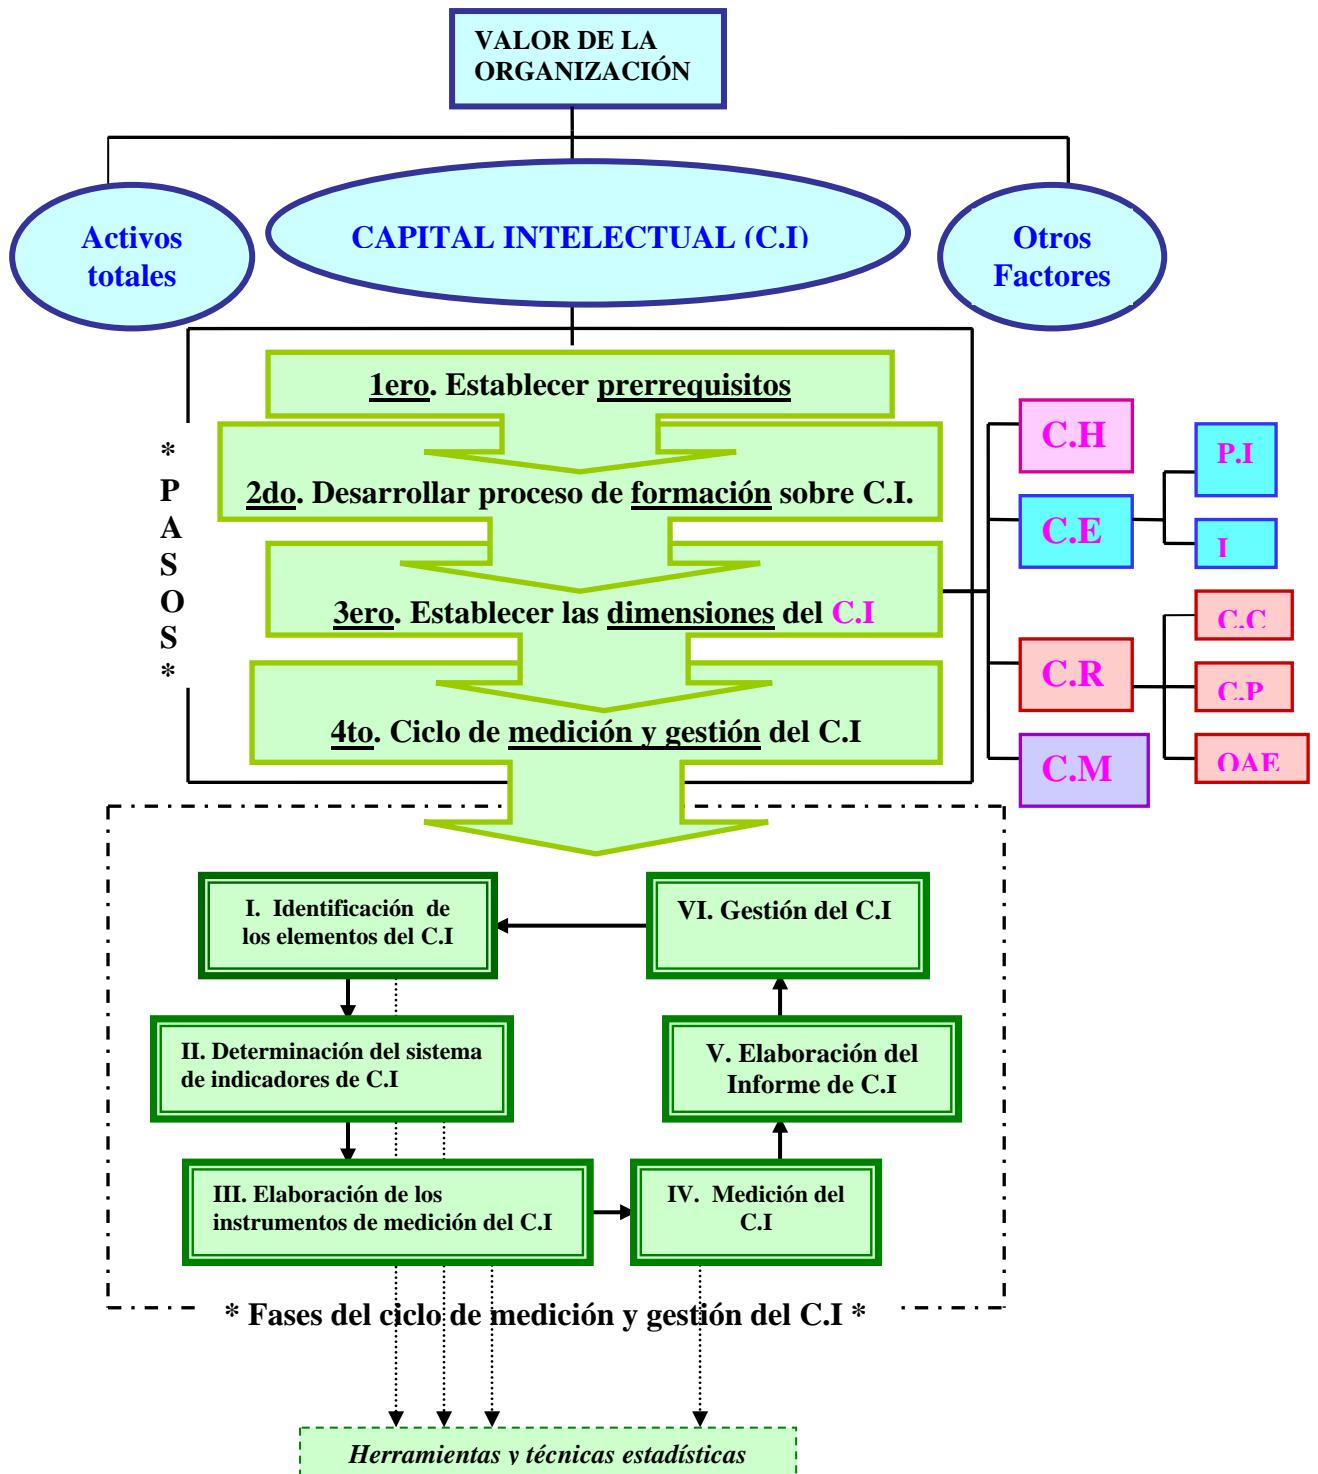 VALOR DE LA
ORGANIZACIÓN
Activos
totales
CAPITAL INTELECTUAL (C.I)
Otros
Factores
* PASOS *
1ero. Establecer prerrequisitos
2do. Desarrollar proceso de formación sobre C.I.
3ero. Establecer las dimensiones del C.I
4to. Ciclo de medición y gestión del C.I
C.H
C.E
P.I
I
C.R
C.C
C.P
OAE
C.M
I. Identificación de
los elementos del C.I
II. Determinación del sistema
de indicadores de C.I
III. Elaboración de los
instrumentos de medición del C.I
IV. Medición del
C.I
V. Elaboración del
Informe de C.I
VI. Gestión del C.I
* Fases del ciclo de medición y gestión del C.I *
Herramientas y técnicas estadísticas